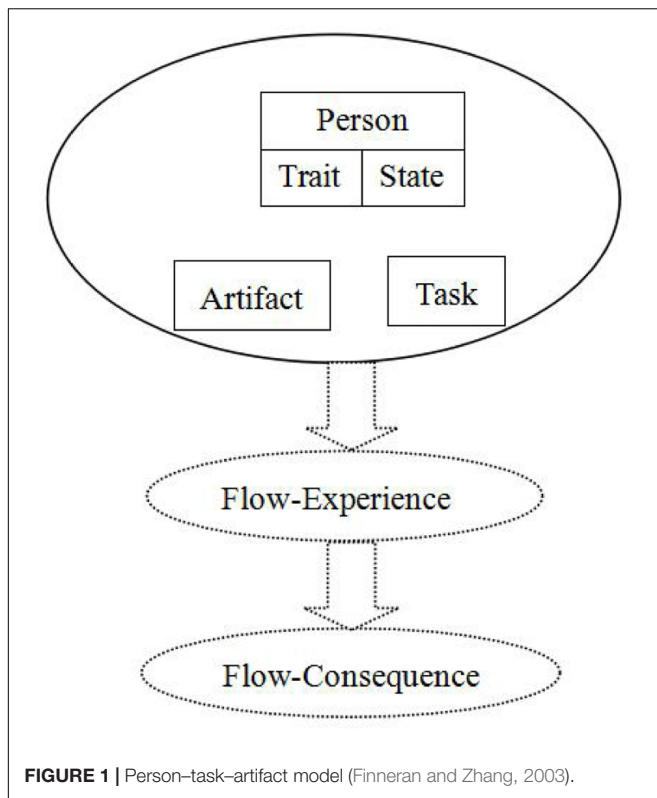 Person
Trait State
Artifact Task
Flow-Experience
Flow-Consequence
FIGURE 1 | Person–task–artifact model (Finneran and Zhang, 2003).